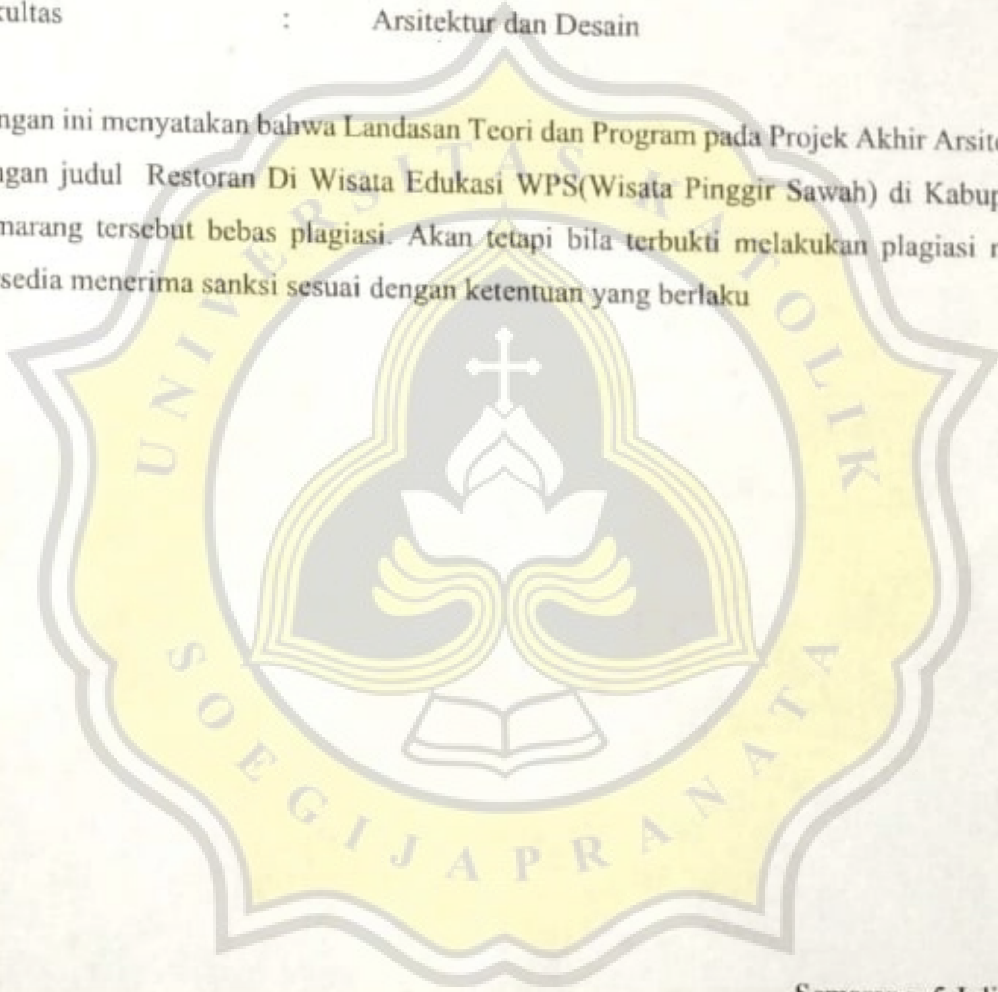 kultas : Arsitektur dan Desain
ngan ini menyatakan bahwa Landasan Teori dan Program pada Projek Akhir Arsite
ngan judul Restoran Di Wisata Edukasi WPS(Wisata Pinggir Sawah) di Kabup
marang tersebut bebas plagiasi. Akan tetapi bila terbukti melakukan plagiasi
sedia menerima sanksi sesuai dengan ketentuan yang berlaku
UNIVERSITAS KATOLIK
SOEGIJAPRANATA